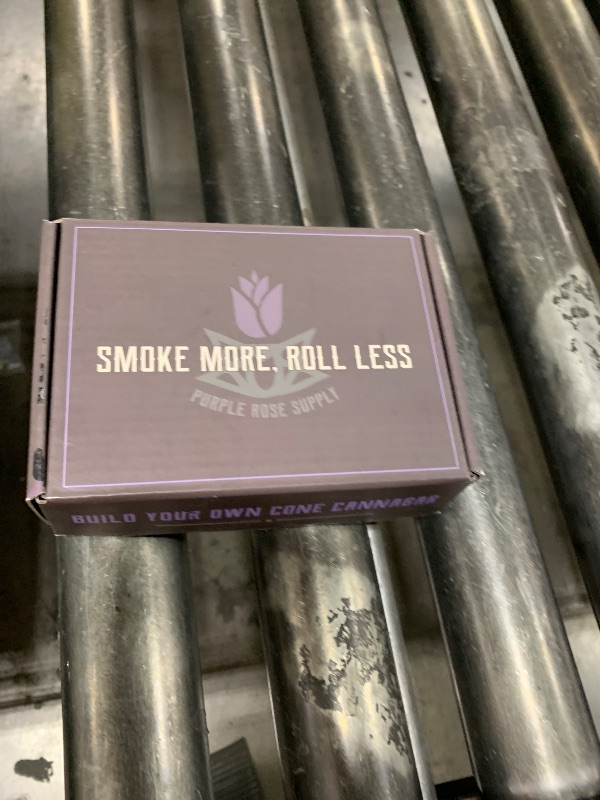 SMOKE MORE, ROLL LESS
PURPLE ROSE SUPPLY
BUILD YOUR OWN CONE CANNAGAR